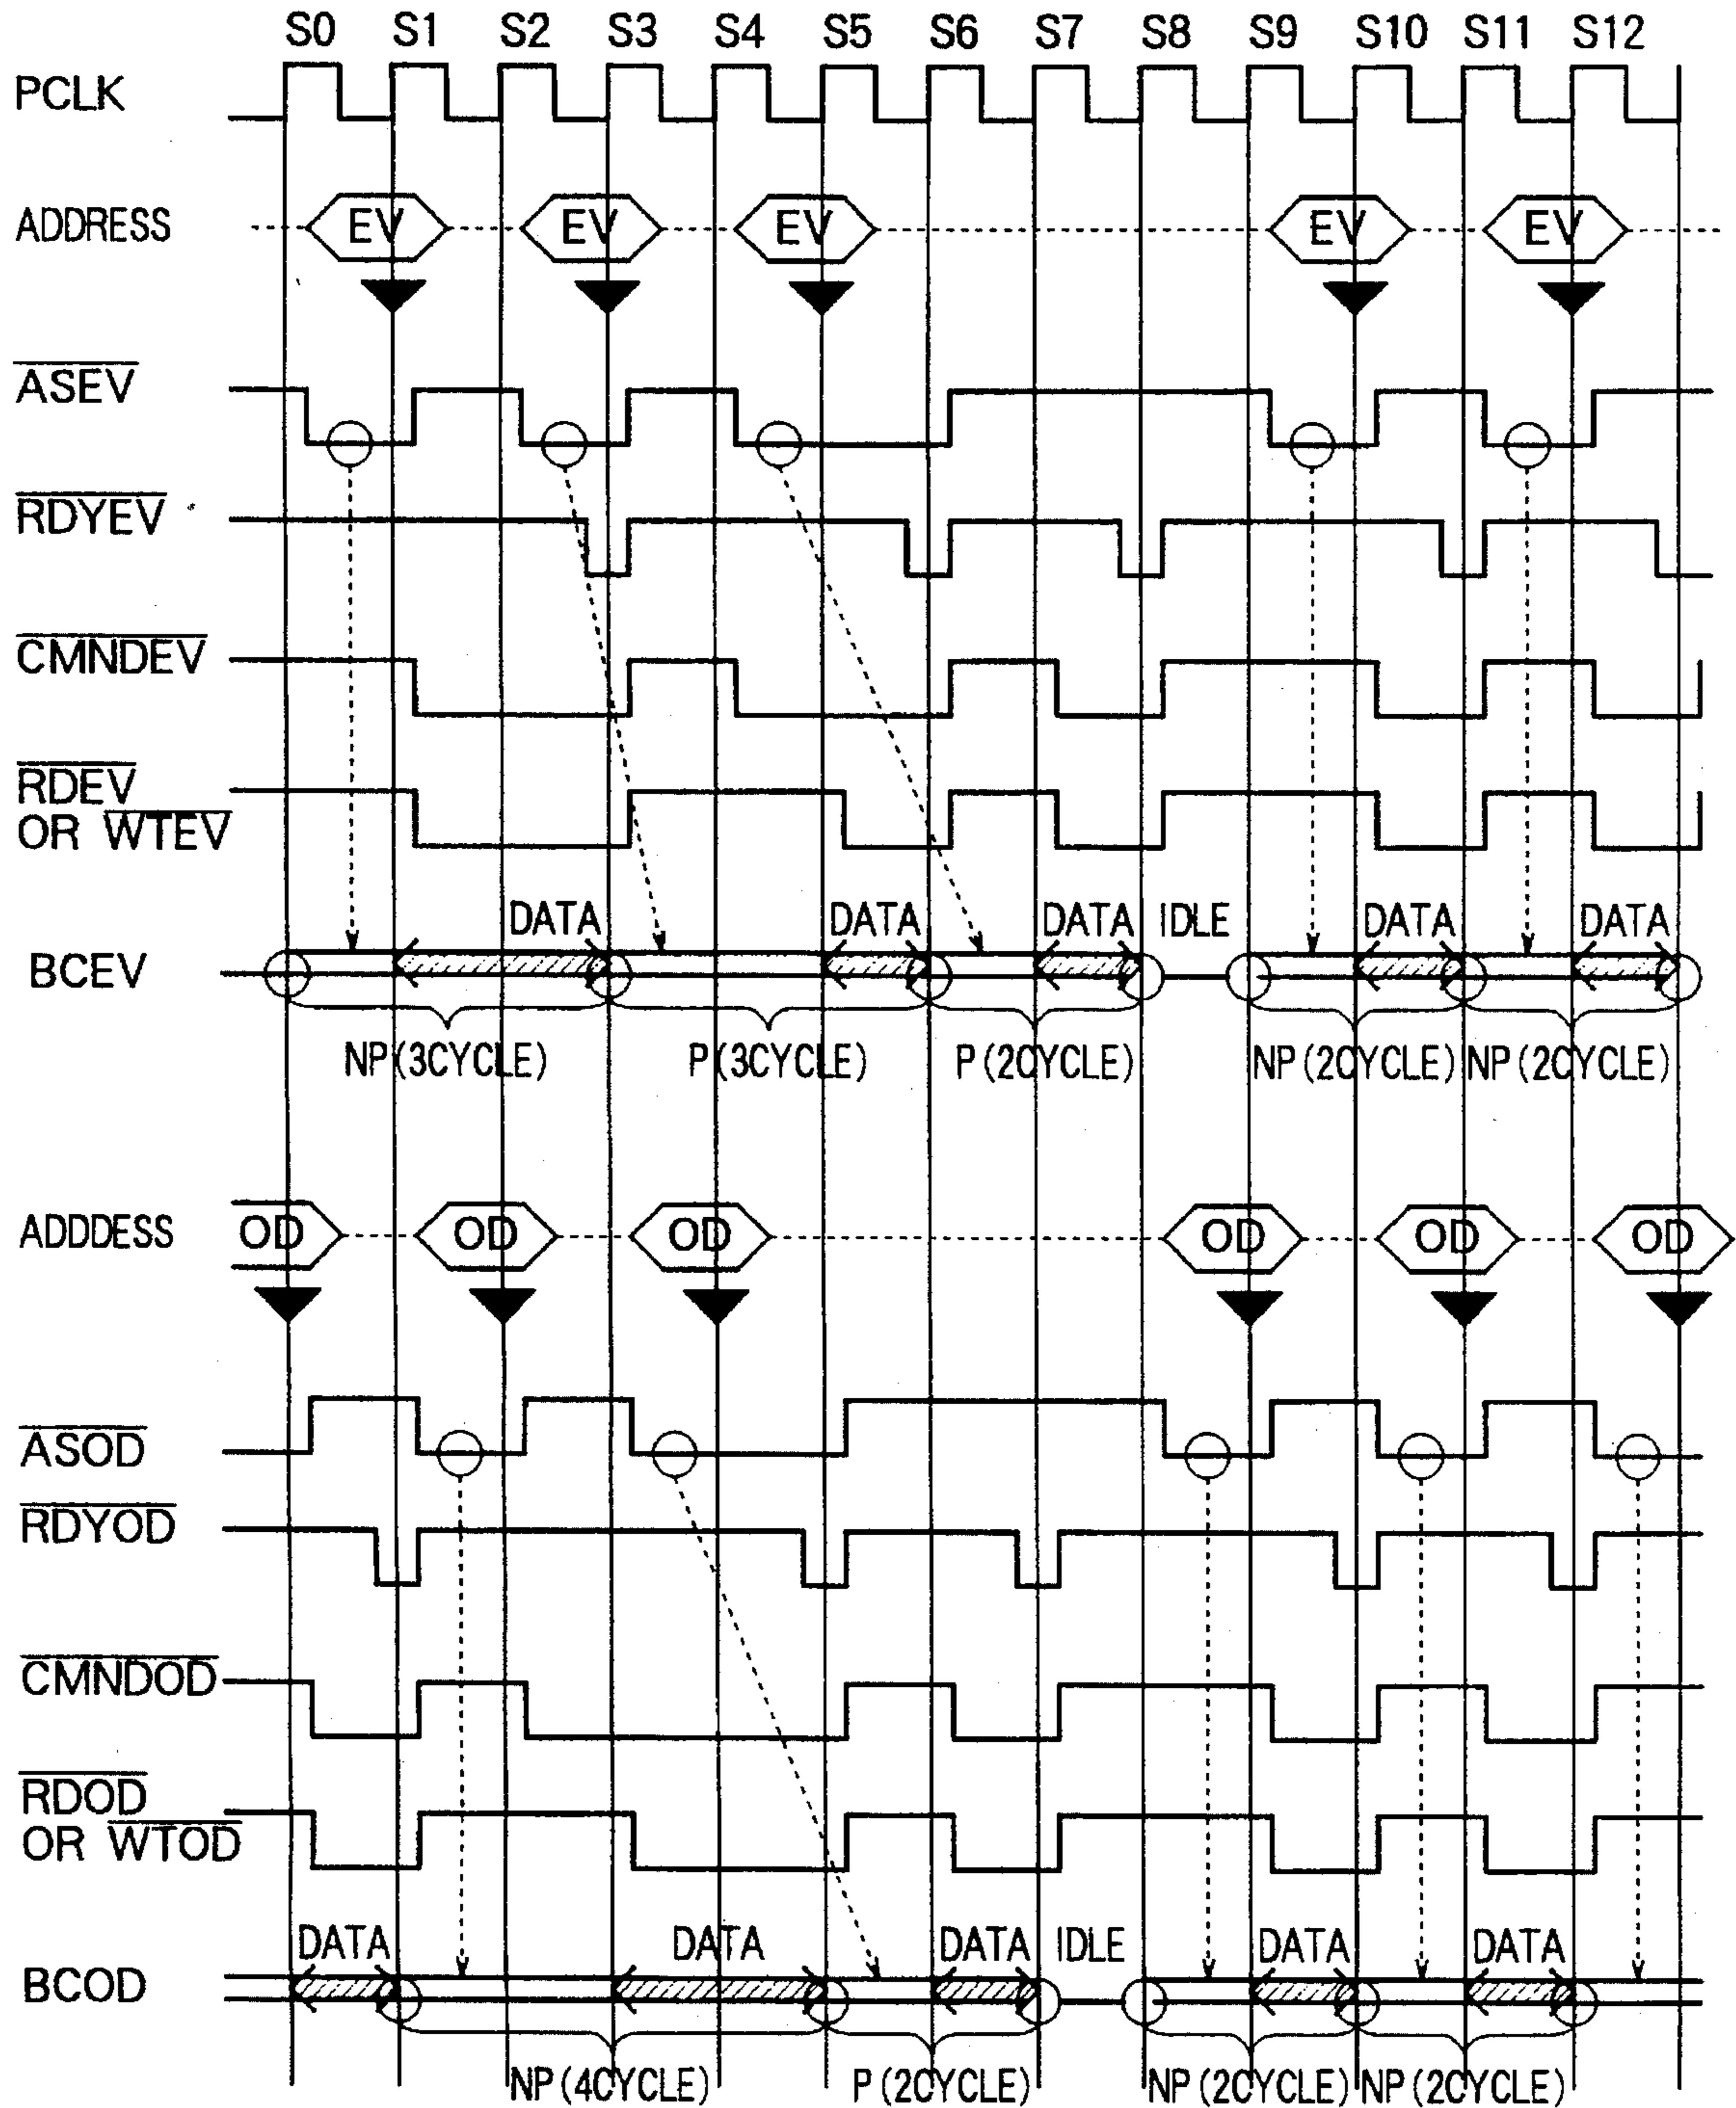 S0 S1 S2 S3 S4 S5 S6 S7 S8 S9 S10 S11 S12
PCLK
ADDRESS EV EV EV EV EV
ASEV
RDYEV
CMNDEV
RDEV
OR WTEV
DATA DATA DATA IDLE DATA DATA
BCEV
NP(3CYCLE) P(3CYCLE) P(2CYCLE) NP(2CYCLE) NP(2CYCLE)
ADDDESS OD OD OD OD OD OD
ASOD
RDYOD
CMNDOD
RDOD
OR WTOD
DATA DATA DATA IDLE DATA DATA
BCOD
NP(4CYCLE) P(2CYCLE) NP(2CYCLE) NP(2CYCLE)